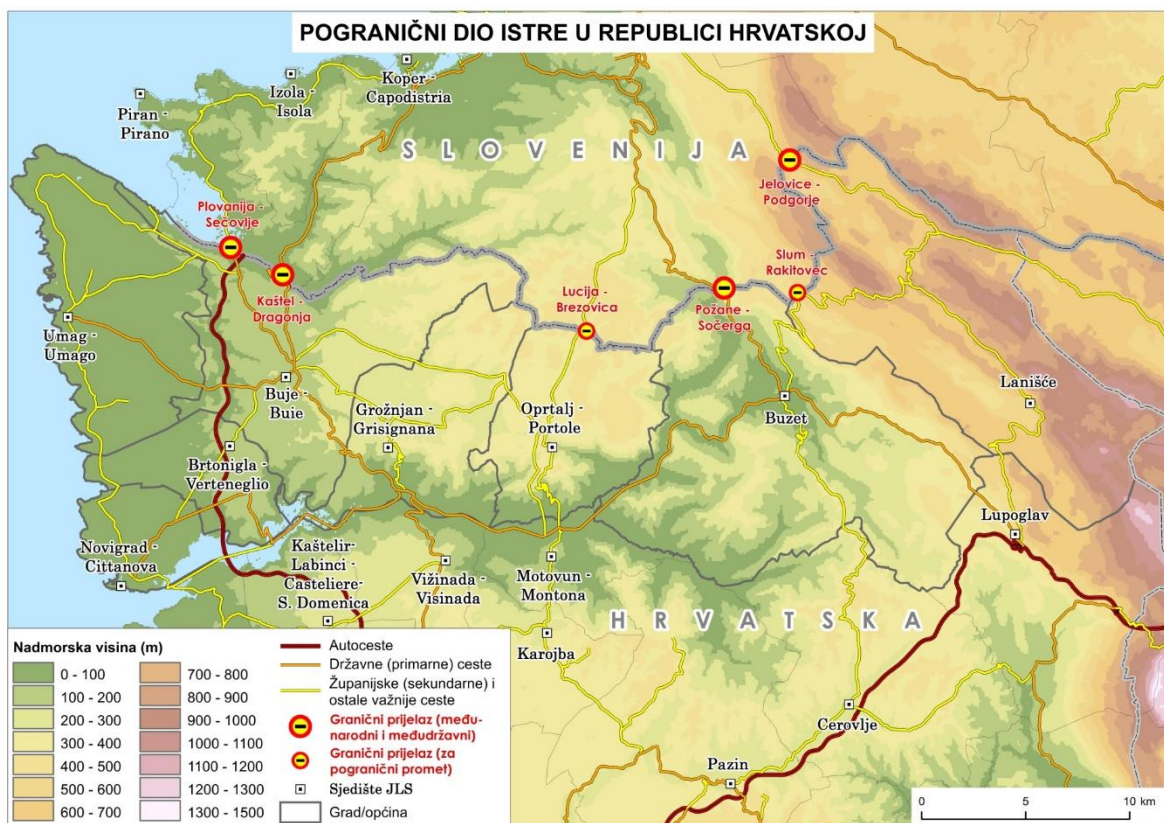 POGRANIČNI DIO ISTRE U REPUBLICI HRVATSKOJ
Koper -
Capodistria
Izola -
Isola
Piran -
Pirano
SLOVENIJA
Jelovice -
Podgorje
Plovanija -
Sečovlje
Slum -
Rakitovec
Kaštel -
Dragonja
Lucija -
Brezovica
Požane -
Sočerga
Umag -
Umago
Buje -
Buie
Grožnjan -
Grisignana
Oprtalj -
Portole
Buzet
Lanišće
Brtonigla -
Verteneglio
Lupoglav
Novigrad -
Cittanova
Kaštelir-
Labinci -
Casteliere-
S. Domenica
Vižinada -
Visinada
Motovun -
Montona
HRVATSKA
Karojba
Cerovlje
Pazin
Nadmorska visina (m)
0 - 100
100 - 200
200 - 300
300 - 400
400 - 500
500 - 600
600 - 700
700 - 800
800 - 900
900 - 1000
1000 - 1100
1100 - 1200
1200 - 1300
1300 - 1500
Autoceste
Državne (primarne) ceste
Županijske (sekundarne) i
ostale važnije ceste
Granični prijelaz (među-
narodni i međudržavni)
Granični prijelaz (za
pogranični promet)
Sjedište JLS
Grad/općina
0 5 10 km